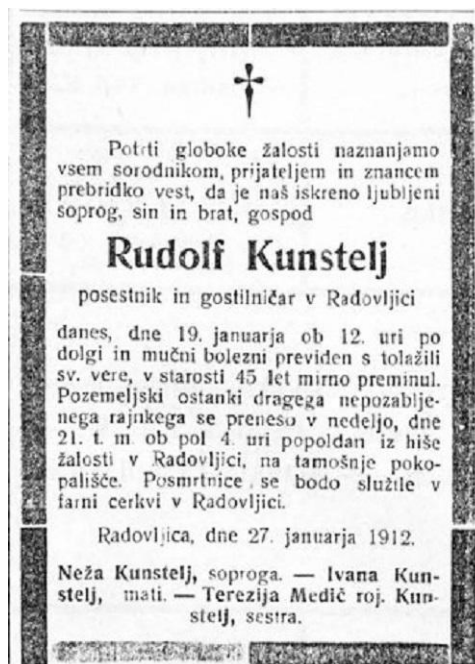 Potrti globoke žalosti naznanjamo
vsem sorodnikom, prijateljem in znancem
prebridko vest, da je naš iskreno ljubljeni
soprog, sin in brat, gospod
Rudolf Kunstelj
posestnik in gostilničar v Radovljici
danes, dne 19. januarja ob 12. uri po
dolgi in mučni bolezni previden s tolažili
sv. vere, v starosti 45 let mirno preminul.
Pozemeljski ostanki dragega nepozablje-
nega rajnkega se preneso v nedeljo, dne
21. t. m. ob pol 4. uri popoldan iz hiše
žalosti v Radovljici, na tamošnje poko-
pališče. Posmrtnice se bodo služile v
farni cerkvi v Radovljici.
Radovljica, dne 27. januarja 1912.
Neža Kunstelj, soproga. — Ivana Kun-
stelj, mati. — Terezija Medič roj. Kun-
stelj, sestra.